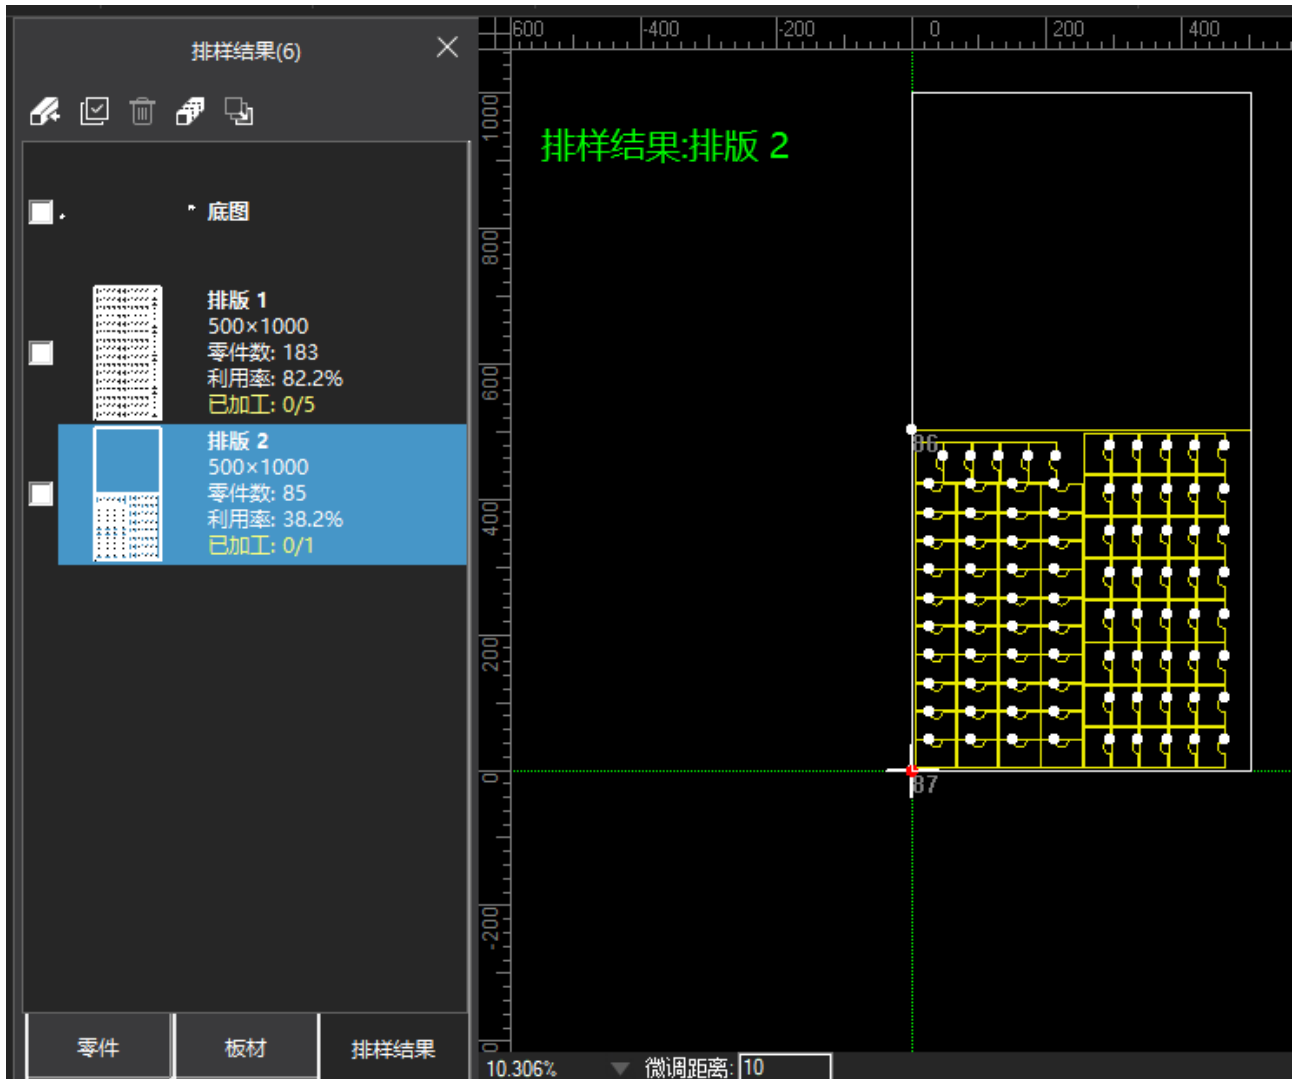 排样结果(6)
底图
排版 1
500×1000
零件数: 183
利用率: 82.2%
已加工: 0/5
排版 2
500×1000
零件数: 85
利用率: 38.2%
已加工: 0/1
零件
板材
排样结果
600
-400
-200
0
200
400
1000
800
600
400
200
0
-200
排样结果:排版 2
86
87
10.306%
微调距离: 10